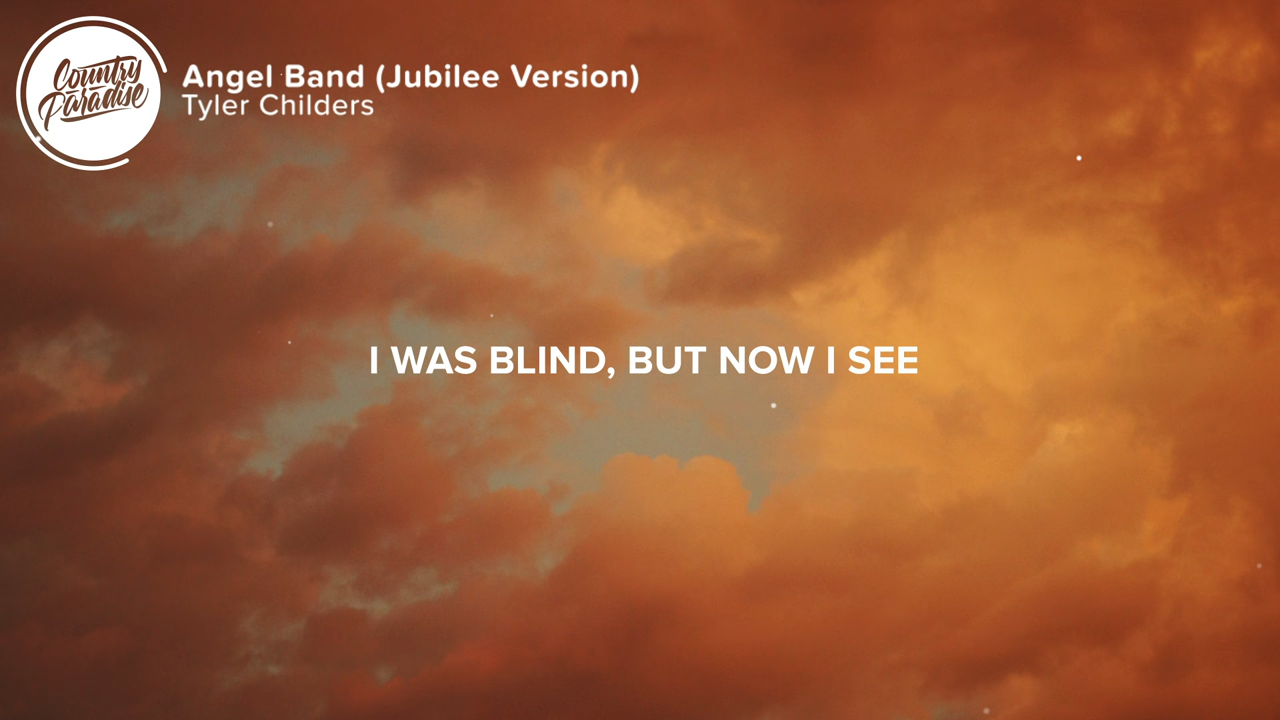 Country
Paradise
Angel Band (Jubilee Version)
Tyler Childers
I WAS BLIND, BUT NOW I SEE